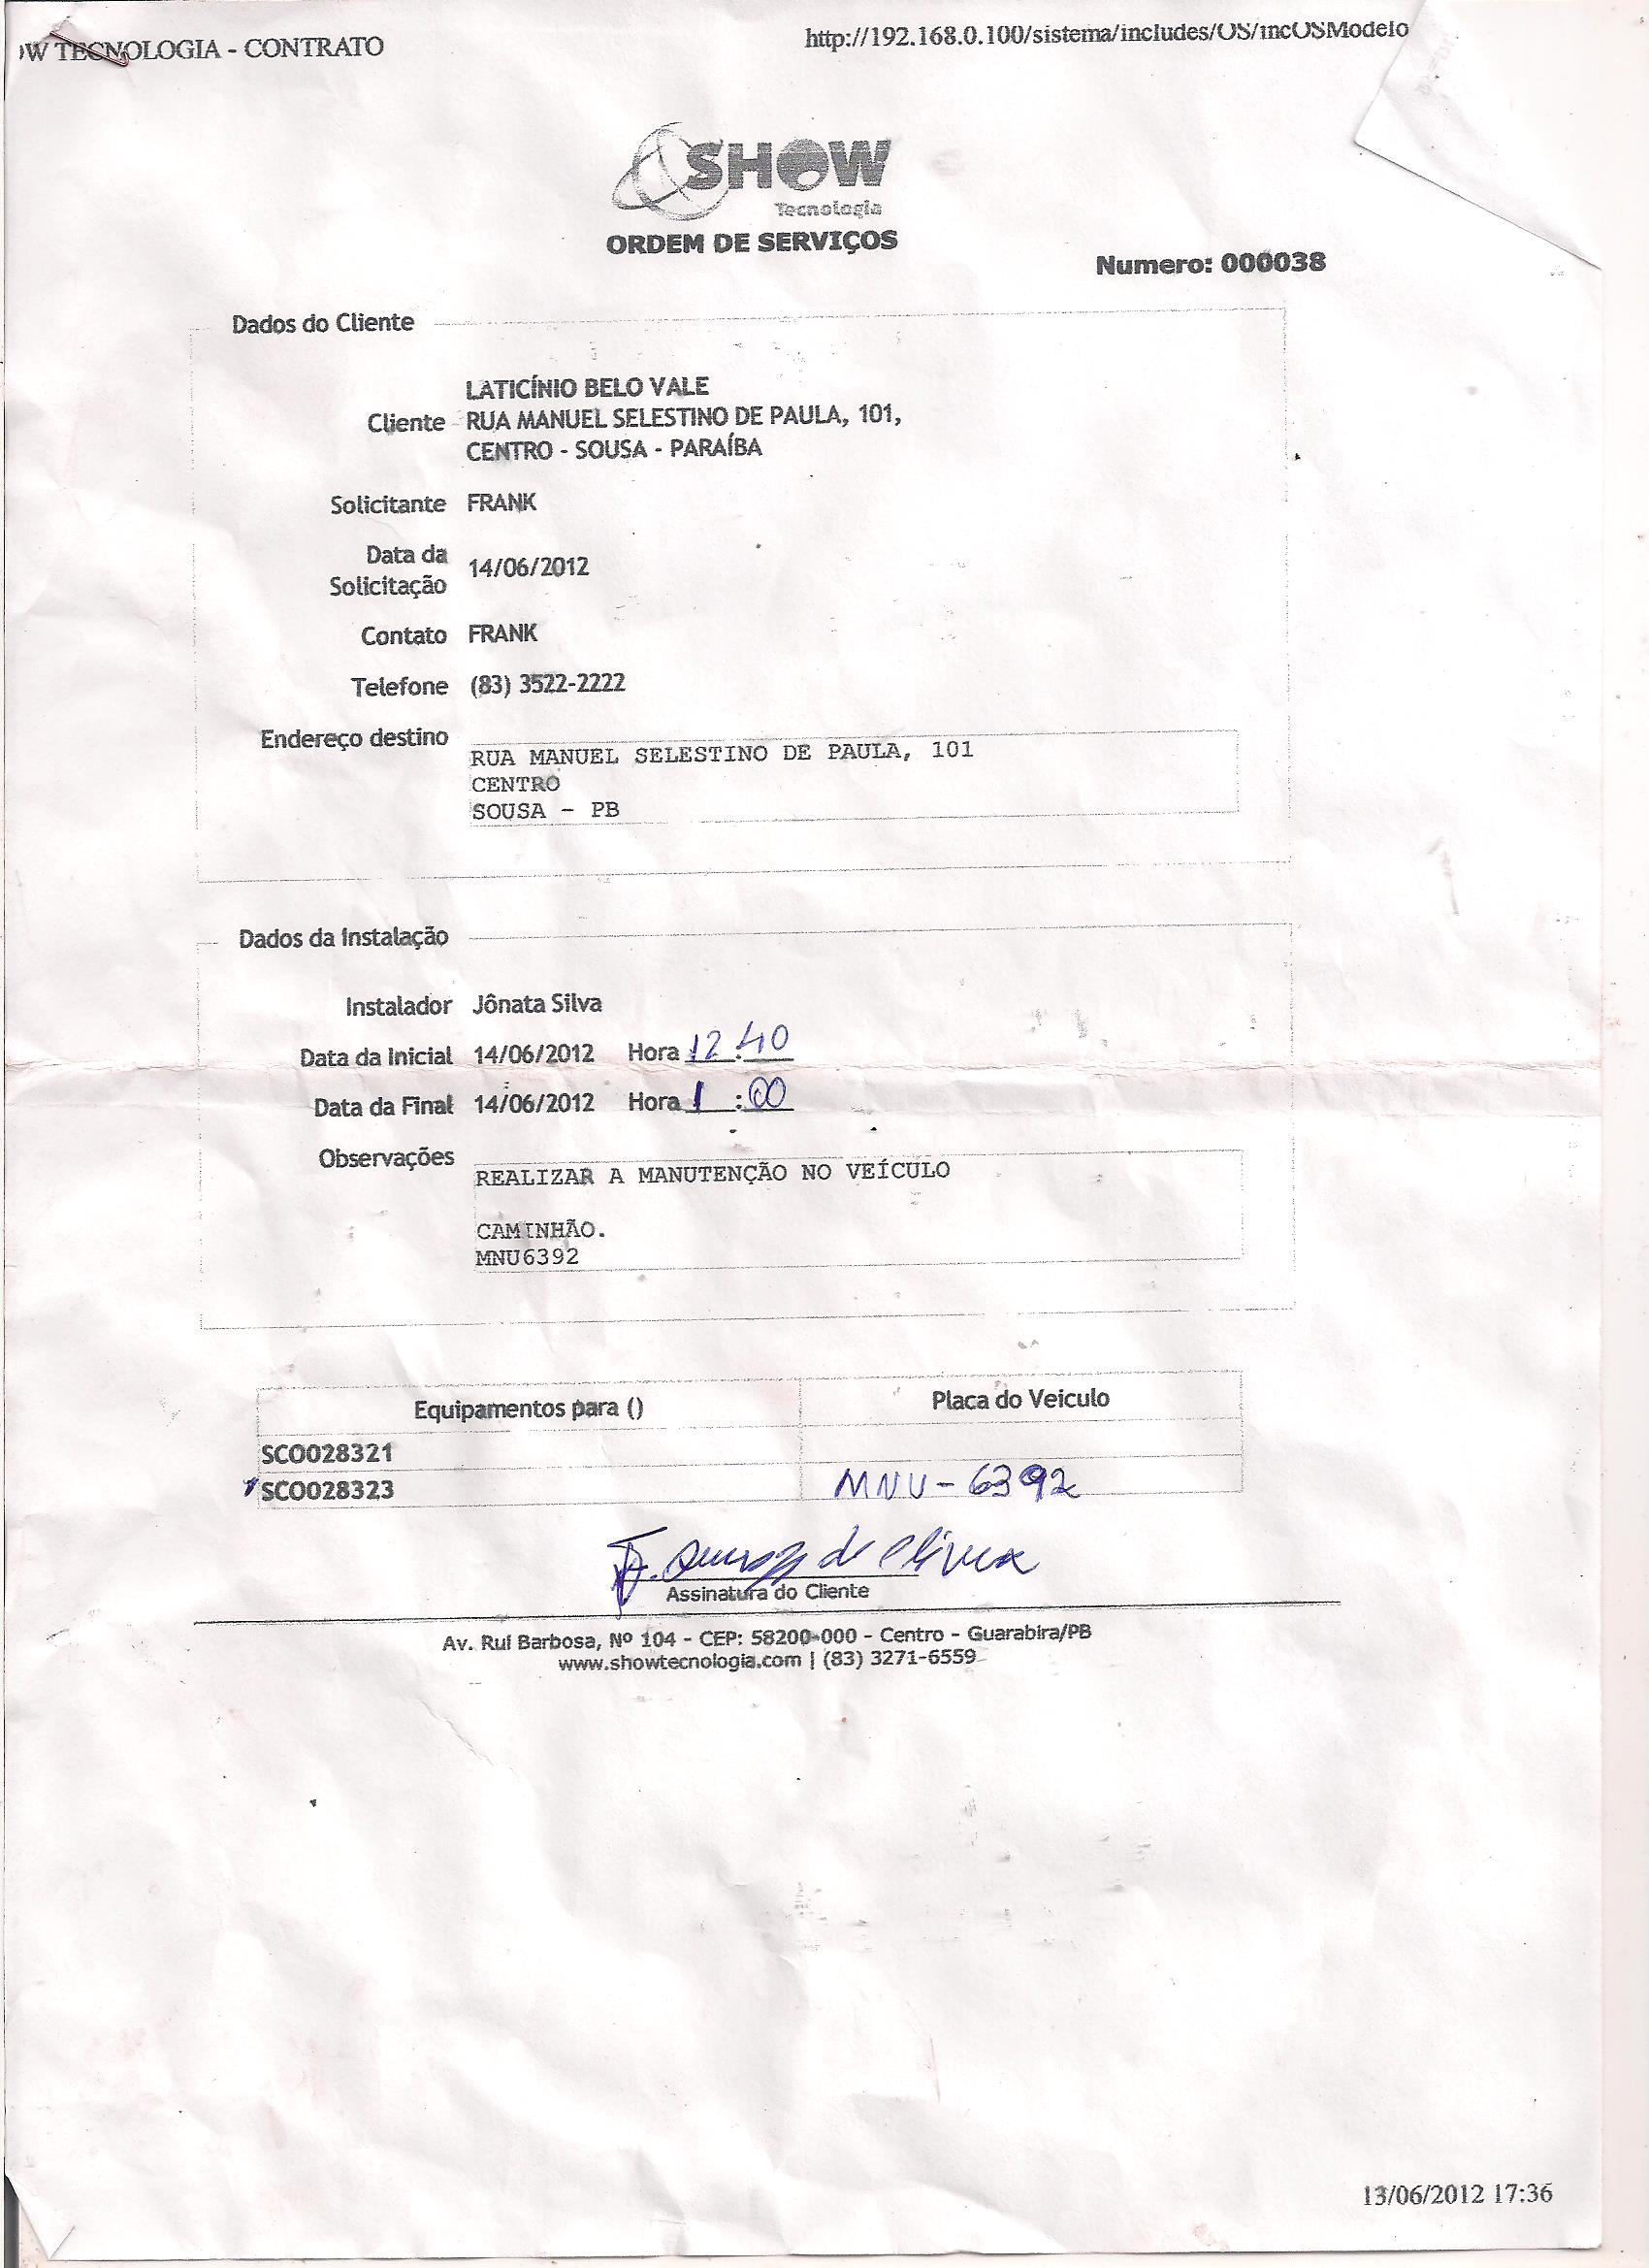 OW TECNOLOGIA - CONTRATO
http://192.168.0.100/sistema/includes/OS/incOSModelo
SHOW
Tecnologia
ORDEM DE SERVIÇOS
Numero: 000038
Dados do Cliente
LATICÍNIO BELO VALE
Cliente RUA MANUEL SELESTINO DE PAULA, 101,
CENTRO - SOUSA - PARAÍBA
Solicitante FRANK
Data da
Solicitação 14/06/2012
Contato FRANK
Telefone (83) 3522-2222
Endereço destino
RUA MANUEL SELESTINO DE PAULA, 101
CENTRO
SOUSA - PB
Dados da Instalação
Instalador Jônata Silva
Data da Inicial 14/06/2012 Hora 12:40
Data da Final 14/06/2012 Hora 1:00
Observações
REALIZAR A MANUTENÇÃO NO VEÍCULO
CAMINHÃO.
MNU6392
Equipamentos para () Placa do Veiculo
SCO028321
SCO028323 MNU-6392
de Oliveira
Assinatura do Cliente
Av. Rui Barbosa, Nº 104 - CEP: 58200-000 - Centro - Guarabira/PB
www.showtecnologia.com | (83) 3271-6559
13/06/2012 17:36